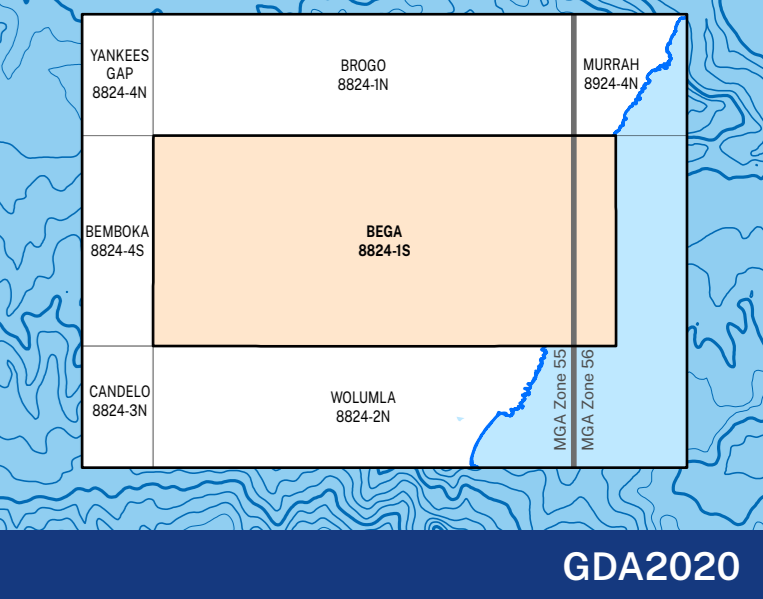 YANKEES
GAP
8824-4N
BROGO
8824-1N
MURRAH
8924-4N
BEMBOKA
8824-4S
BEGA
8824-1S
CANDELO
8824-3N
WOLUMLA
8824-2N
MGA Zone 55
MGA Zone 56
GDA2020